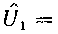 Û₁ =